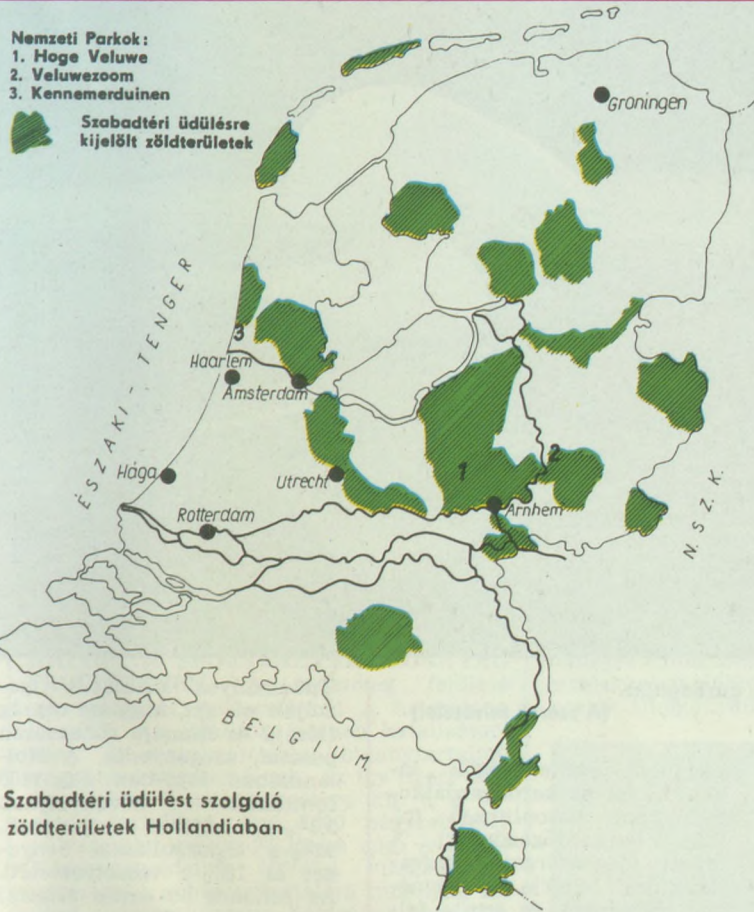 Nemzeti Parkok:
1. Hoge Veluwe
2. Veluwezoom
3. Kennemerduinen
Szabadtéri üdülésre
kijelölt zöldterületek
Groningen
ÉSZAKI-TENGER
3
Haarlem
Amsterdam
Hága
Utrecht
1
2
Rotterdam
Arnhem
N.SZ.K.
BELGIUM
Szabadtéri üdülést szolgáló
zöldterületek Hollandiában